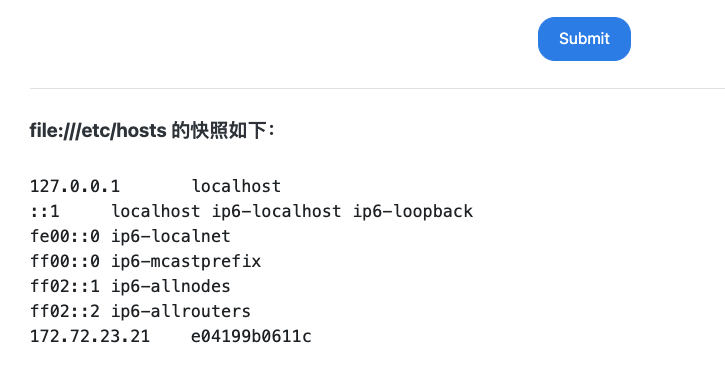 Submit
file:///etc/hosts 的快照如下：
127.0.0.1	localhost
::1	localhost ip6-localhost ip6-loopback
fe00::0	ip6-localnet
ff00::0	ip6-mcastprefix
ff02::1	ip6-allnodes
ff02::2	ip6-allrouters
172.72.23.21	e04199b0611c